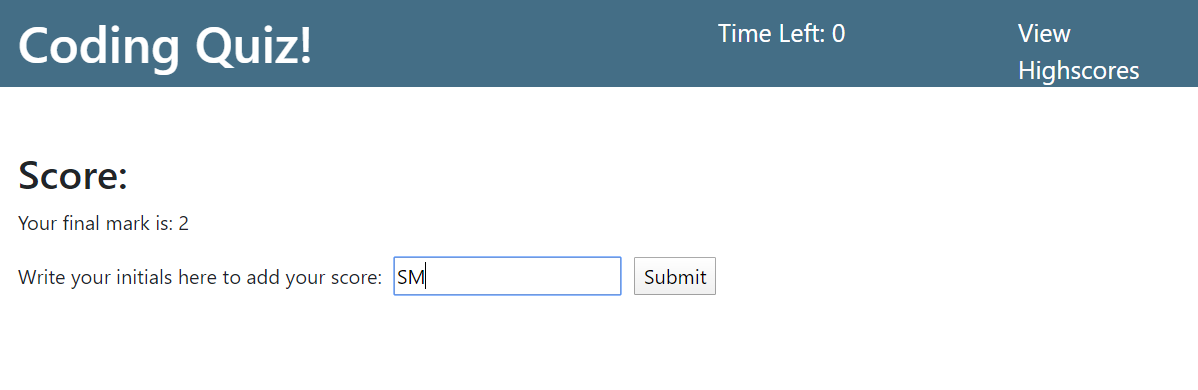 Coding Quiz!
Time Left: 0
View
Highscores
Score:
Your final mark is: 2
Write your initials here to add your score: SM Submit